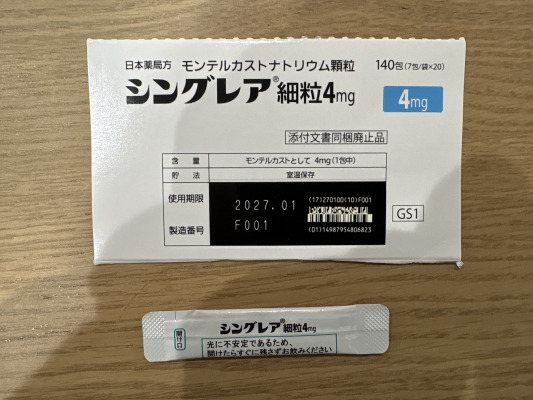 日本薬局方 モンテルカストナトリウム顆粒 140包(7包/袋×20)
シングレア®細粒4mg 4mg
添付文書同梱廃止品
含 量 モンテルカストとして 4mg(1包中)
貯 法 室温保存
使用期限 2027.01 (17)270100(10)F001
製造番号 F001 (01)14987954806823
GS1
開け口
シングレア®細粒4mg
光に不安定であるため、
開けたらすぐに残さずお飲みください